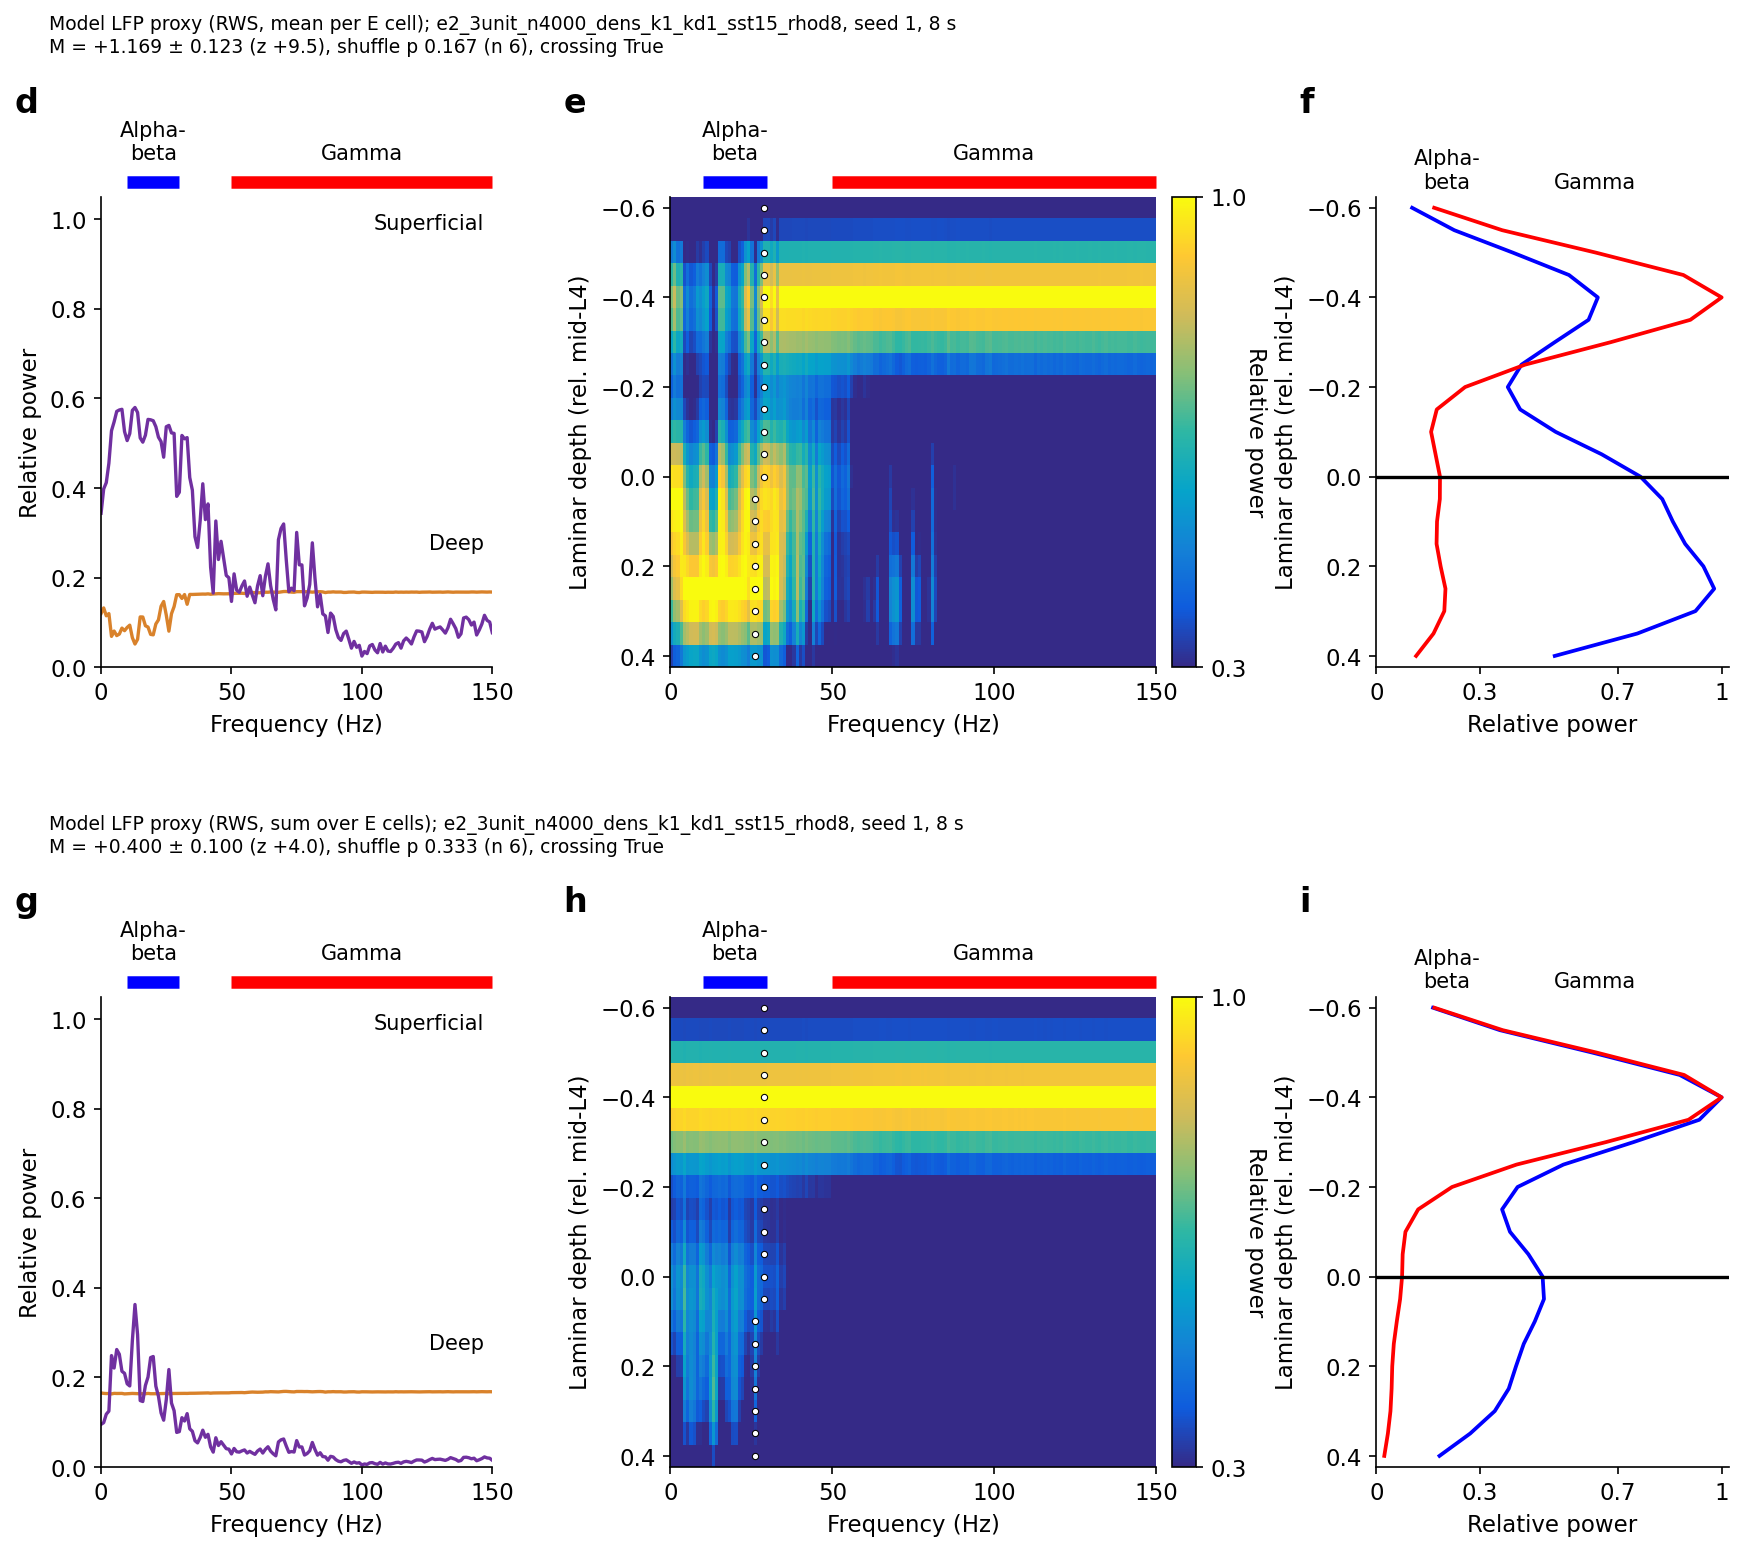 Model LFP proxy (RWS, mean per E cell); e2_3unit_n4000_dens_k1_kd1_sst15_rhod8, seed 1, 8 s
M = +1.169 ± 0.123 (z +9.5), shuffle p 0.167 (n 6), crossing True
d
Alpha-
beta
Gamma
Superficial
Deep
1.0
0.8
0.6
0.4
0.2
0.0
0
50
100
150
Relative power
Frequency (Hz)
e
Alpha-
beta
Gamma
−0.6
−0.4
−0.2
0.0
0.2
0.4
0
50
100
150
Laminar depth (rel. mid-L4)
Frequency (Hz)
1.0
0.3
Relative power
f
Alpha-
beta
Gamma
−0.6
−0.4
−0.2
0.0
0.2
0.4
0
0.3
0.7
1
Laminar depth (rel. mid-L4)
Relative power
Model LFP proxy (RWS, sum over E cells); e2_3unit_n4000_dens_k1_kd1_sst15_rhod8, seed 1, 8 s
M = +0.400 ± 0.100 (z +4.0), shuffle p 0.333 (n 6), crossing True
g
Alpha-
beta
Gamma
Superficial
Deep
1.0
0.8
0.6
0.4
0.2
0.0
0
50
100
150
Relative power
Frequency (Hz)
h
Alpha-
beta
Gamma
−0.6
−0.4
−0.2
0.0
0.2
0.4
0
50
100
150
Laminar depth (rel. mid-L4)
Frequency (Hz)
1.0
0.3
Relative power
i
Alpha-
beta
Gamma
−0.6
−0.4
−0.2
0.0
0.2
0.4
0
0.3
0.7
1
Laminar depth (rel. mid-L4)
Relative power